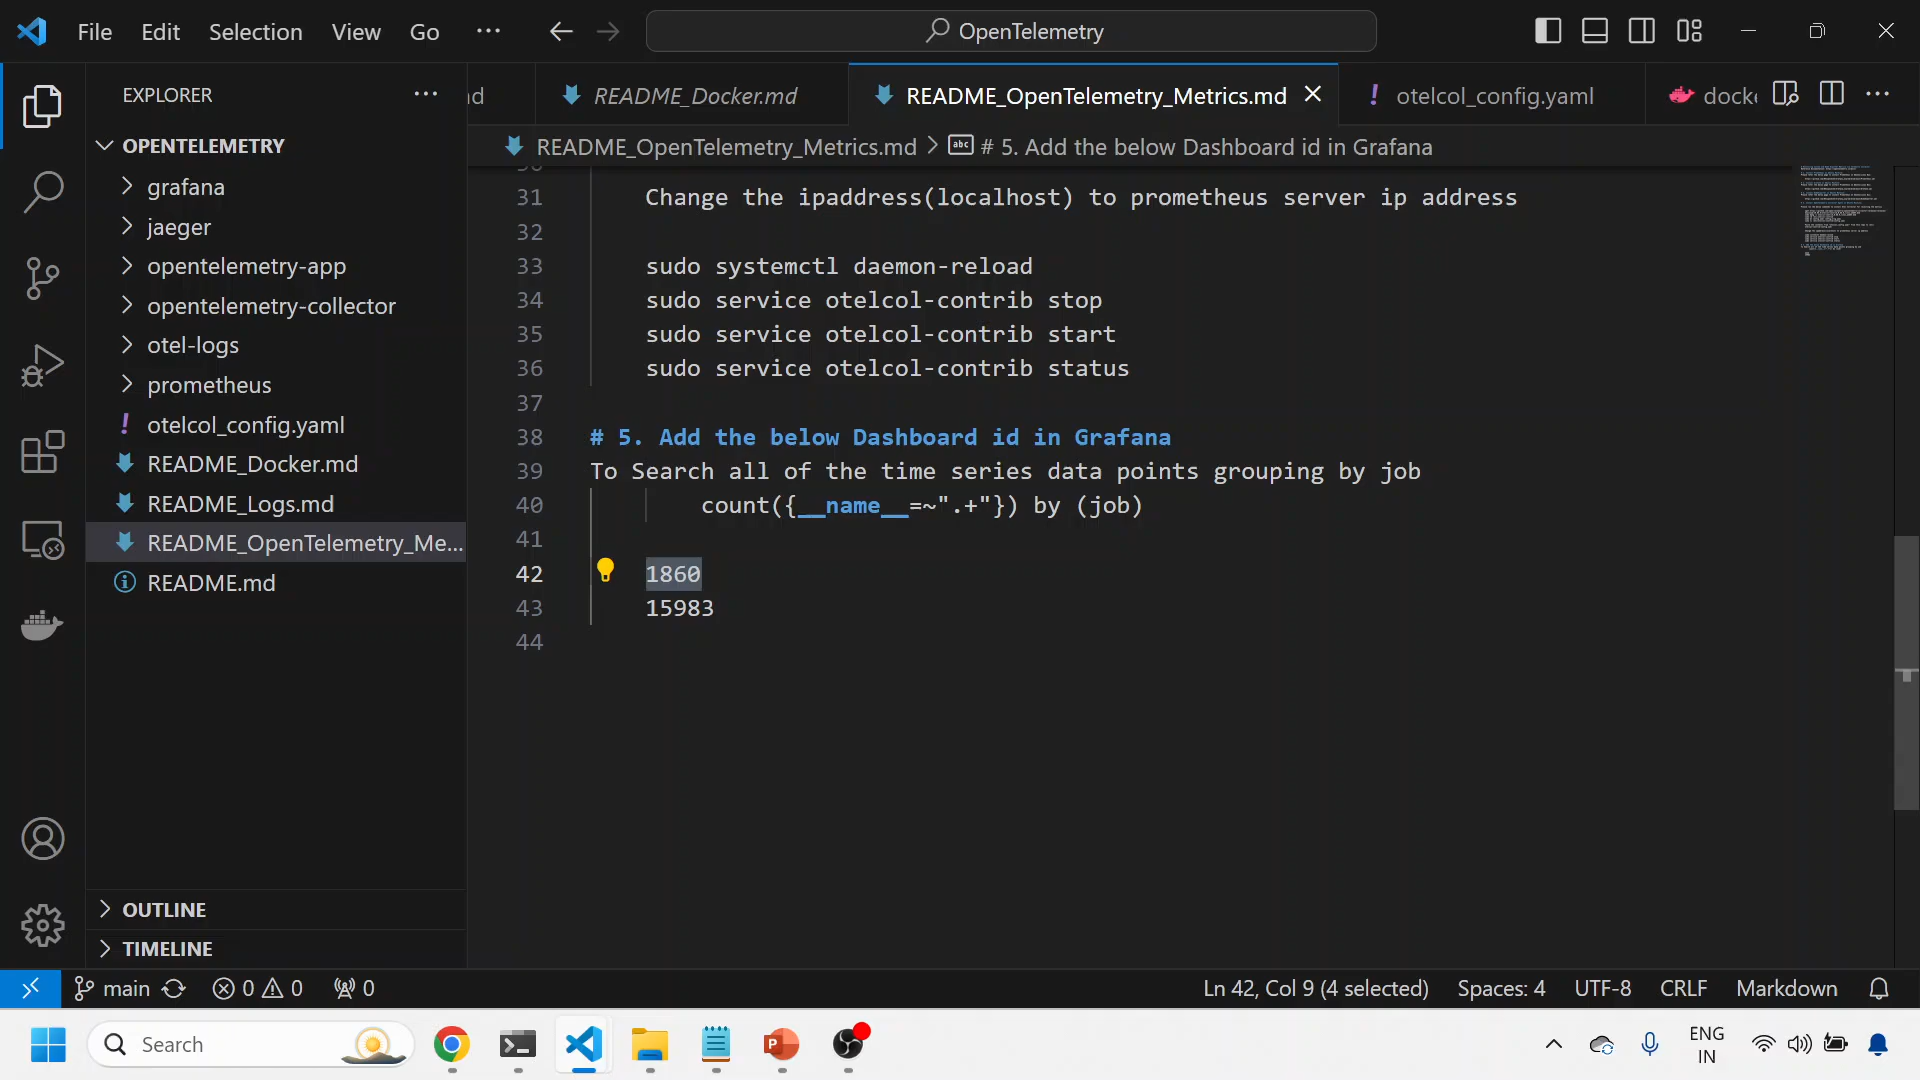 File Edit Selection View Go ··· OpenTelemetry
EXPLORER
OPENTELEMETRY
grafana
jaeger
opentelemetry-app
opentelemetry-collector
otel-logs
prometheus
otelcol_config.yaml
README_Docker.md
README_Logs.md
README_OpenTelemetry_Me...
README.md
OUTLINE
TIMELINE
README_Docker.md README_OpenTelemetry_Metrics.md otelcol_config.yaml
README_OpenTelemetry_Metrics.md > # 5. Add the below Dashboard id in Grafana
31 Change the ipaddress(localhost) to prometheus server ip address
32
33 sudo systemctl daemon-reload
34 sudo service otelcol-contrib stop
35 sudo service otelcol-contrib start
36 sudo service otelcol-contrib status
37
38 # 5. Add the below Dashboard id in Grafana
39 To Search all of the time series data points grouping by job
40 count({__name__=~".+"}) by (job)
41
42 1860
43 15983
44
main 0 0 0 Ln 42, Col 9 (4 selected) Spaces: 4 UTF-8 CRLF Markdown
Search ENG
IN